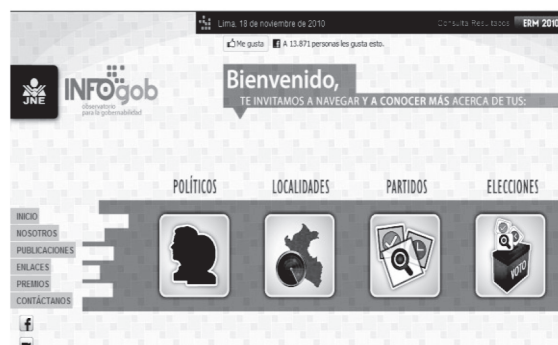 Lima, 18 de noviembre de 2010
Consulta Resultados ERM 2010
Me gusta
A 13.871 personas les gusta esto.
JNE
INFOgob
observatorio
para la gobernabilidad
Bienvenido,
TE INVITAMOS A NAVEGAR Y A CONOCER MÁS ACERCA DE TUS:
POLÍTICOS
LOCALIDADES
PARTIDOS
ELECCIONES
INICIO
NOSOTROS
PUBLICACIONES
ENLACES
PREMIOS
CONTÁCTANOS
VOTO
f